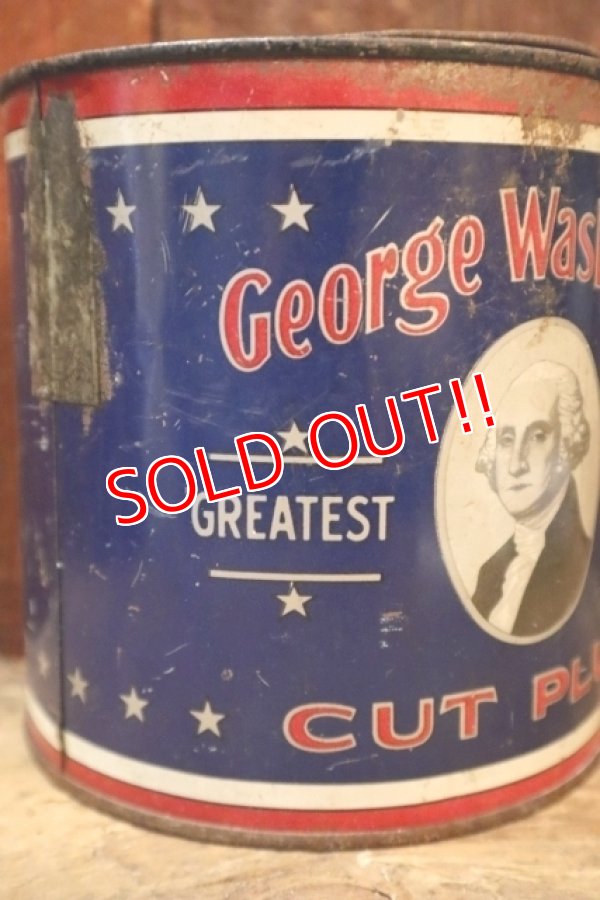 George Was
SOLD OUT!!
GREATEST
CUT PL